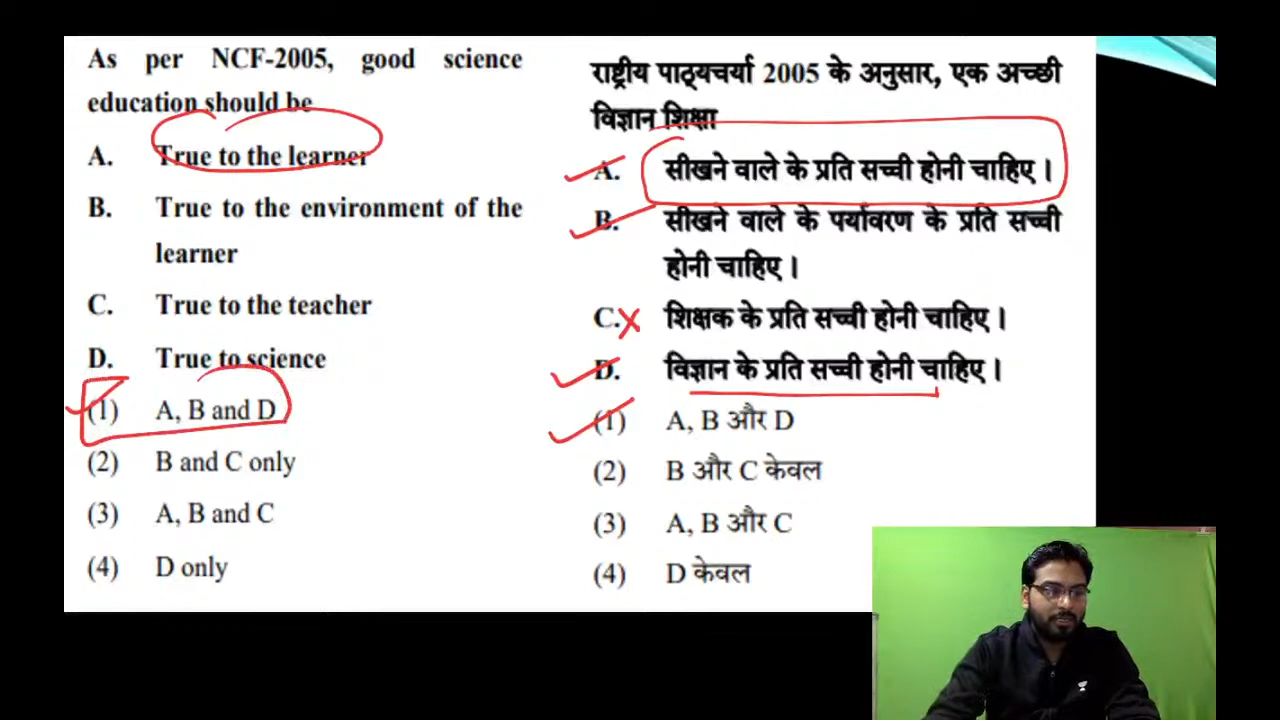 As per NCF-2005, good science
education should be
A. True to the learner
B. True to the environment of the
learner
C. True to the teacher
D. True to science
(1) A, B and D
(2) B and C only
(3) A, B and C
(4) D only
राष्ट्रीय पाठ्यचर्या 2005 के अनुसार, एक अच्छी
विज्ञान शिक्षा
A. सीखने वाले के प्रति सच्ची होनी चाहिए।
B. सीखने वाले के पर्यावरण के प्रति सच्ची
होनी चाहिए।
C. शिक्षक के प्रति सच्ची होनी चाहिए।
D. विज्ञान के प्रति सच्ची होनी चाहिए।
(1) A, B और D
(2) B और C केवल
(3) A, B और C
(4) D केवल